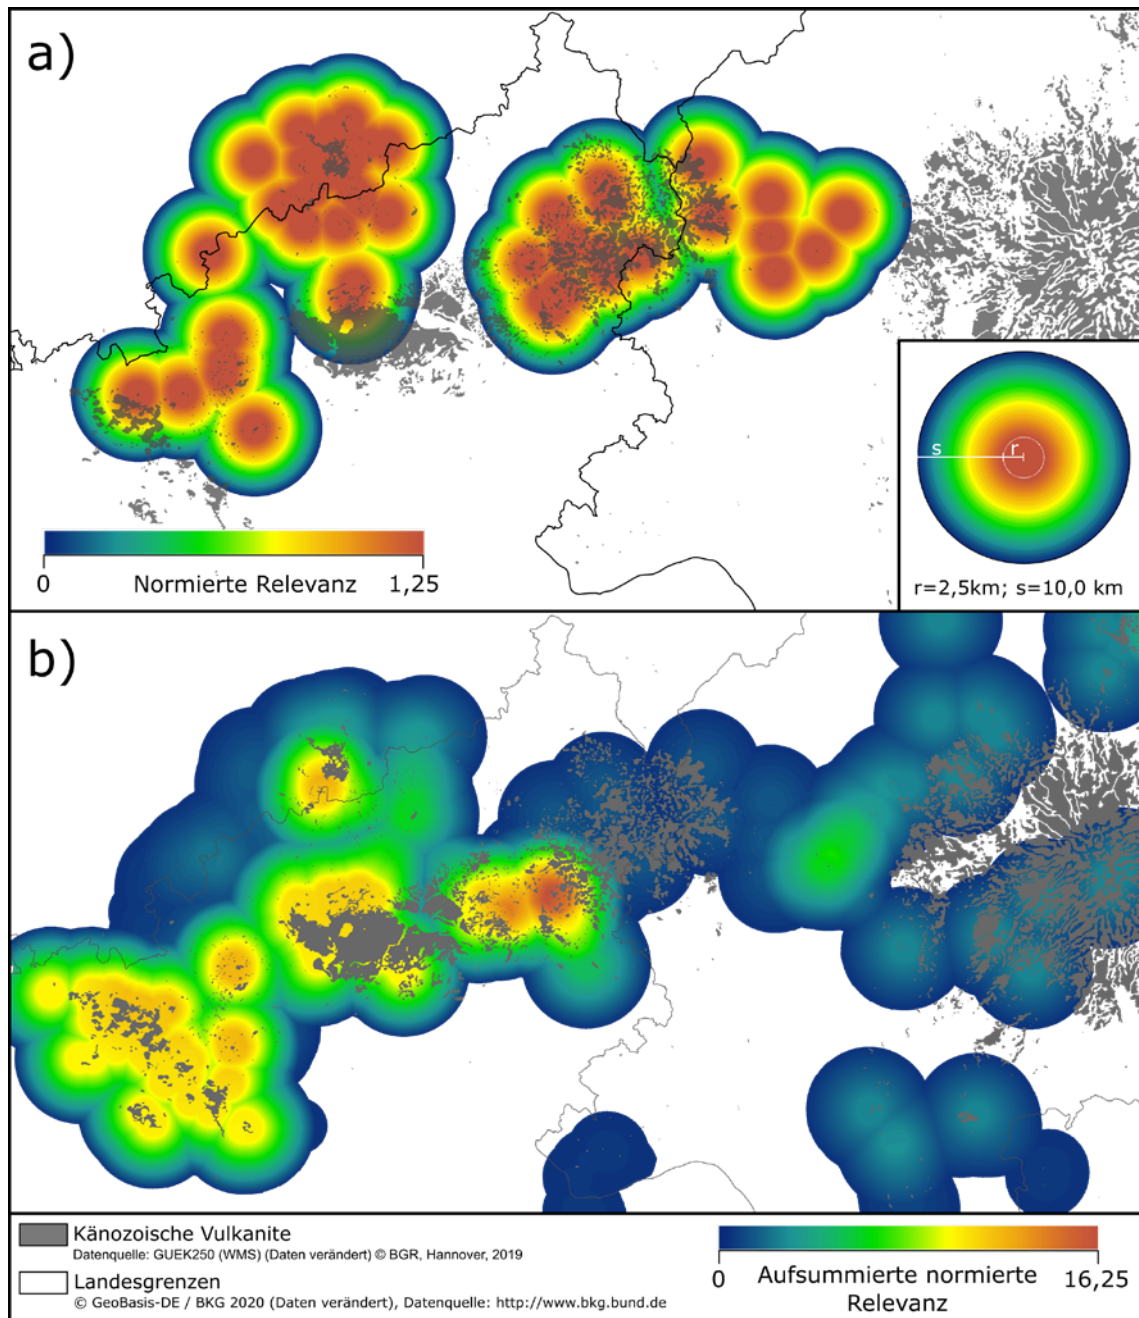 a)
0
Normierte Relevanz
1,25
s
r
r=2,5km; s=10,0 km
b)
Känozoische Vulkanite
Datenquelle: GUEK250 (WMS) (Daten verändert) © BGR, Hannover, 2019
Landesgrenzen
© GeoBasis-DE / BKG 2020 (Daten verändert), Datenquelle: http://www.bkg.bund.de
0
Aufsummierte normierte
16,25
Relevanz